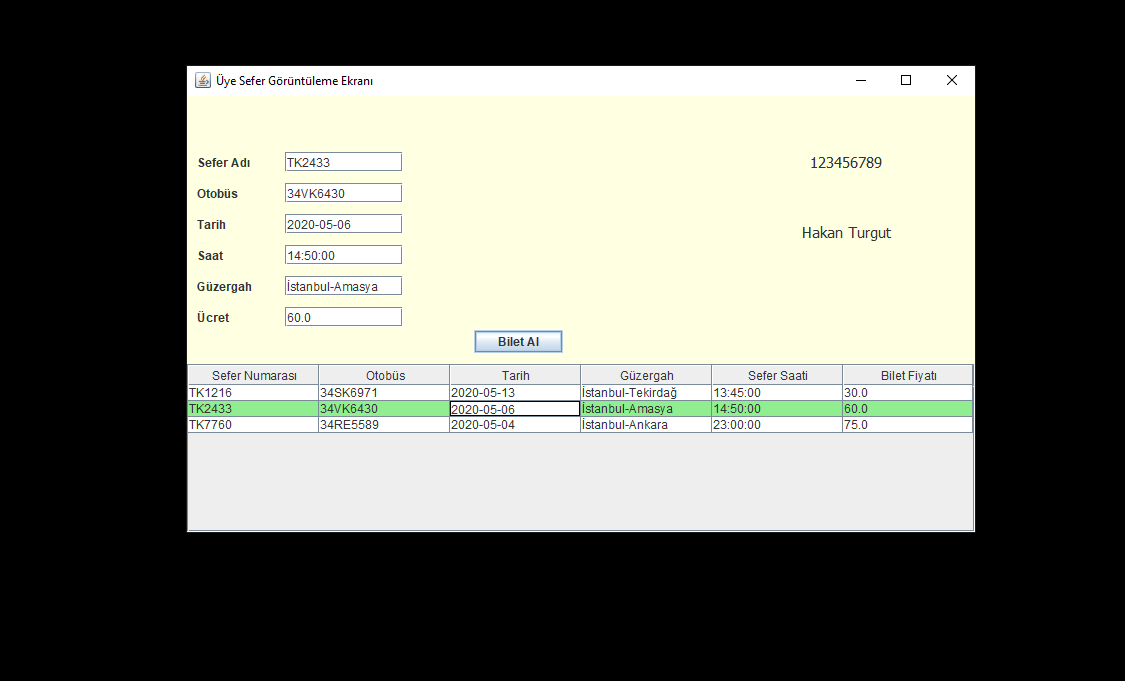 Üye Sefer Görüntüleme Ekranı
Sefer Adı TK2433 123456789
Otobüs 34VK6430
Tarih 2020-05-06
Hakan Turgut
Saat 14:50:00
Güzergah İstanbul-Amasya
Ücret 60.0
Bilet Al
Sefer Numarası Otobüs Tarih Güzergah Sefer Saati Bilet Fiyatı
TK1216 34SK6971 2020-05-13 İstanbul-Tekirdağ 13:45:00 30.0
TK2433 34VK6430 2020-05-06 İstanbul-Amasya 14:50:00 60.0
TK7760 34RE5589 2020-05-04 İstanbul-Ankara 23:00:00 75.0